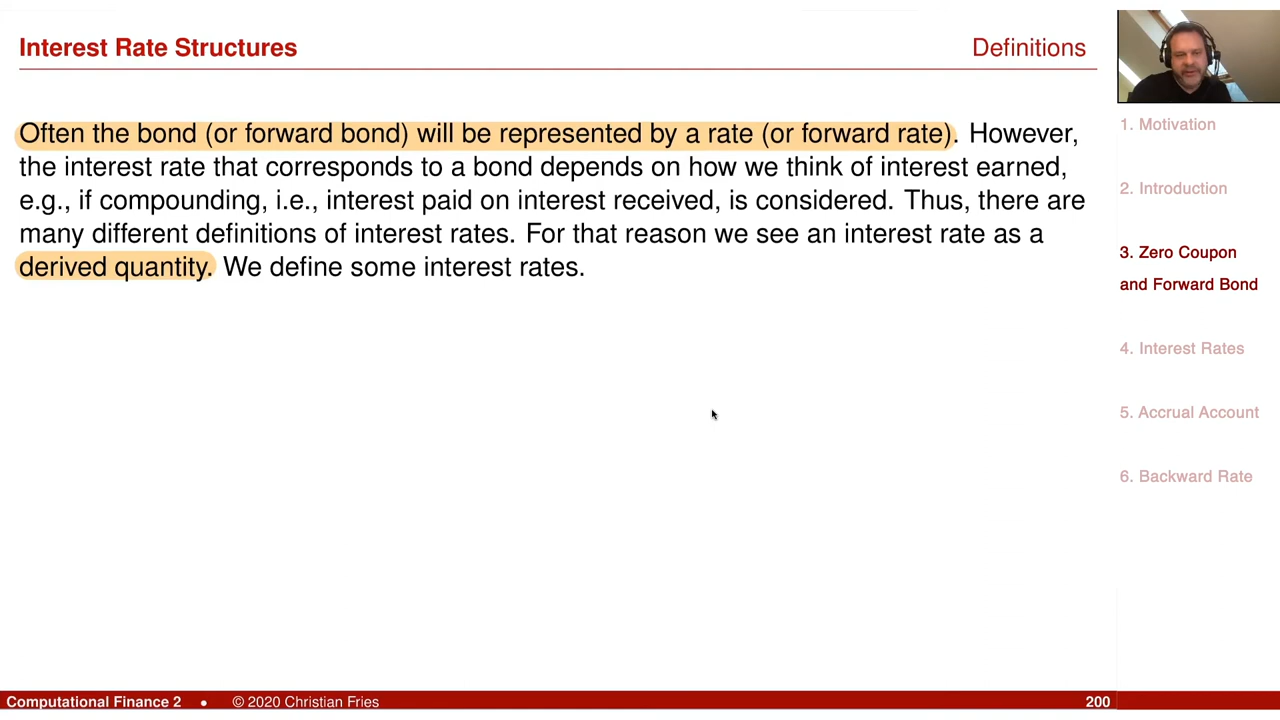 Interest Rate Structures
Definitions
Often the bond (or forward bond) will be represented by a rate (or forward rate). However,
the interest rate that corresponds to a bond depends on how we think of interest earned,
e.g., if compounding, i.e., interest paid on interest received, is considered. Thus, there are
many different definitions of interest rates. For that reason we see an interest rate as a
derived quantity. We define some interest rates.
1. Motivation
2. Introduction
3. Zero Coupon
and Forward Bond
4. Interest Rates
5. Accrual Account
6. Backward Rate
Computational Finance 2 • © 2020 Christian Fries 200